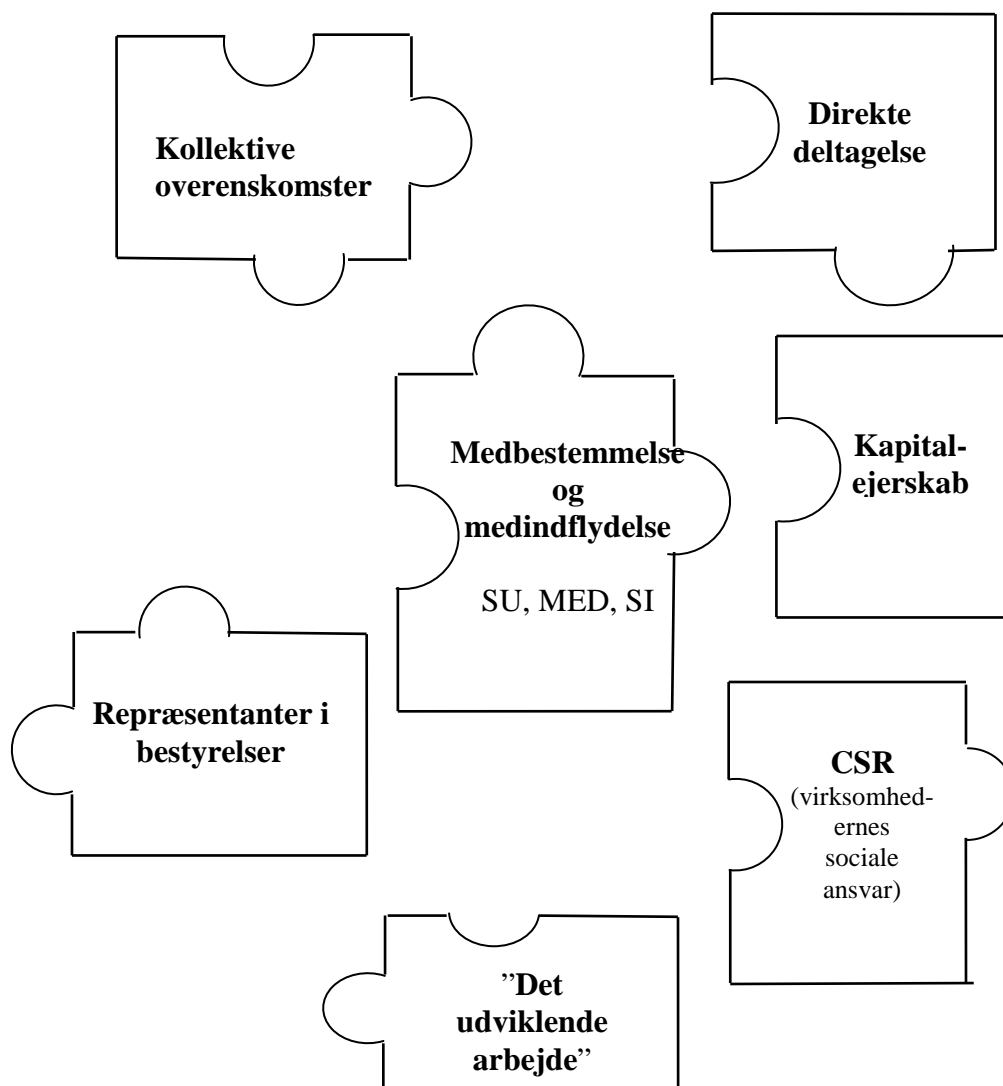 Kollektive
overenskomster
Direkte
deltagelse
Medbestemmelse
og
medindflydelse
SU, MED, SI
Kapital-
ejerskab
Repræsentanter i
bestyrelser
CSR
(virksomhed-
ernes
sociale
ansvar)
”Det
udviklende
arbejde”